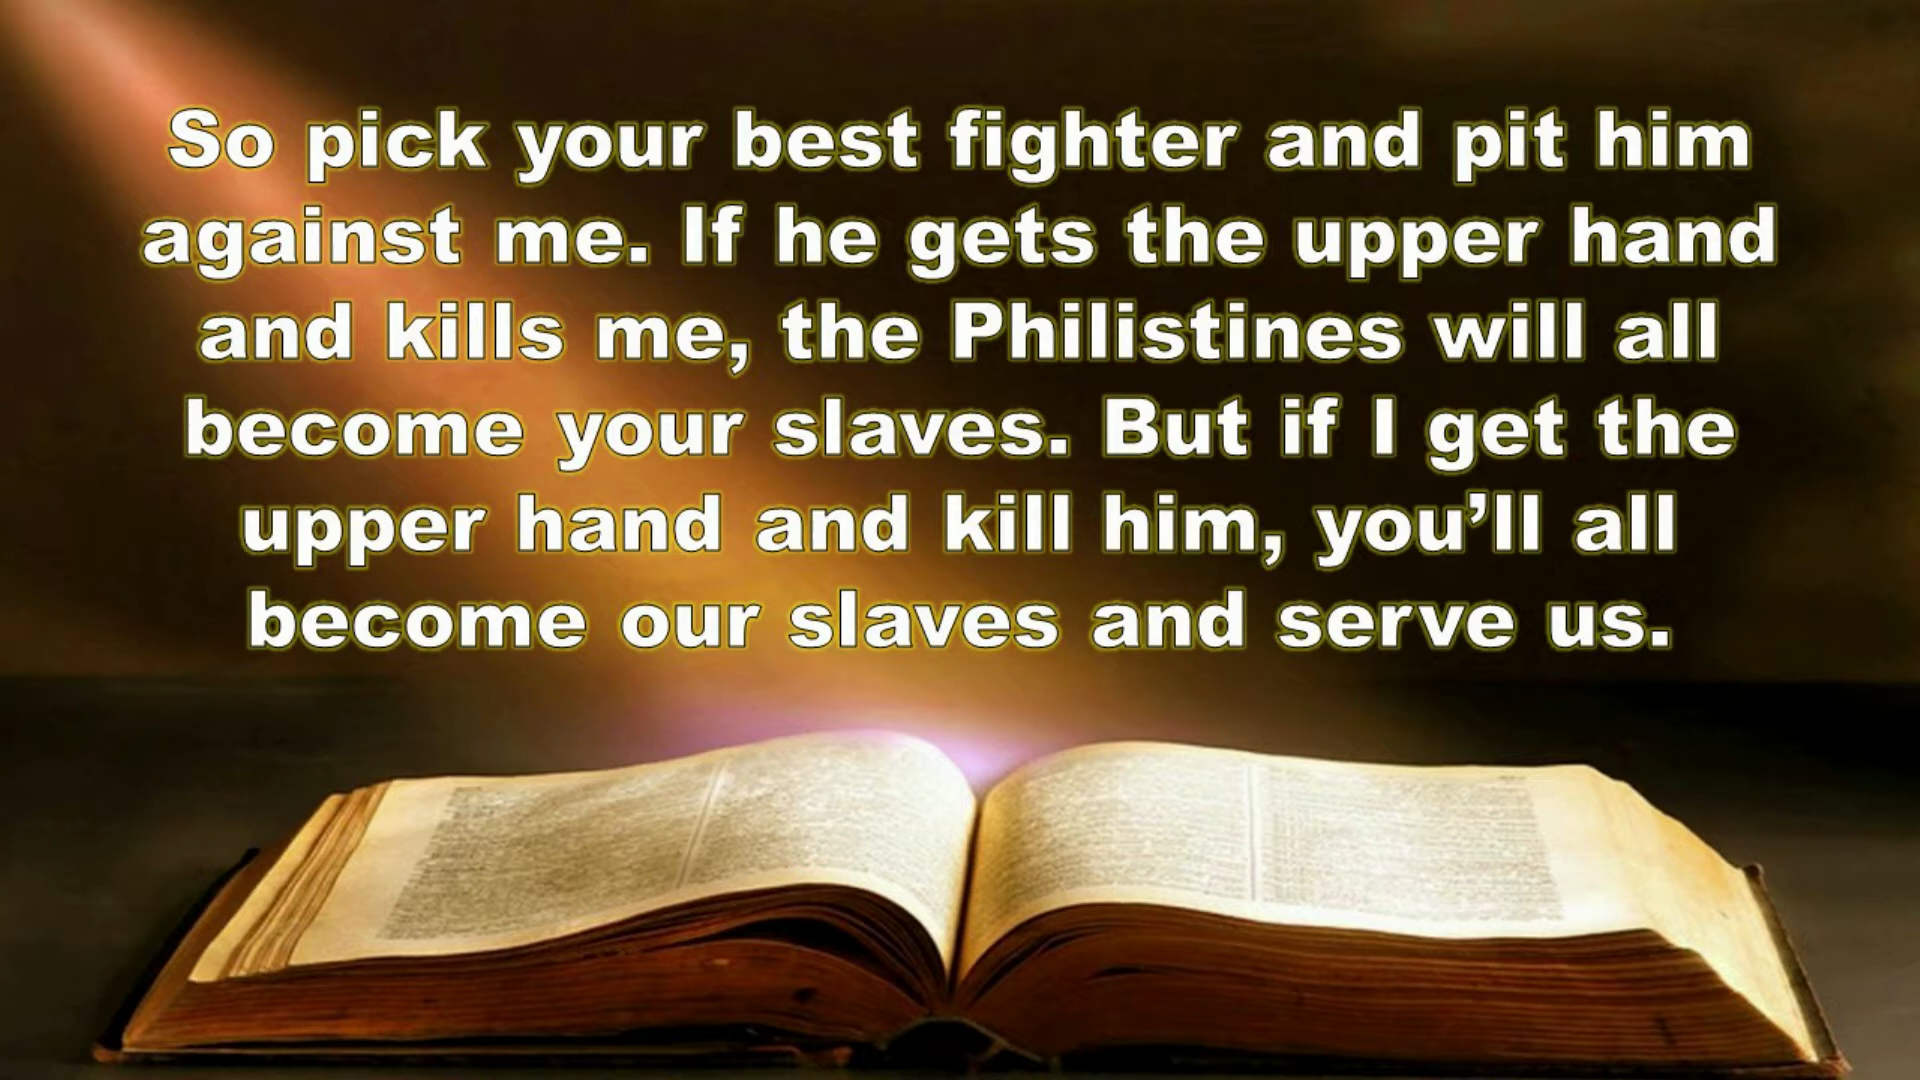 So pick your best fighter and pit him
against me. If he gets the upper hand
and kills me, the Philistines will all
become your slaves. But if I get the
upper hand and kill him, you’ll all
become our slaves and serve us.